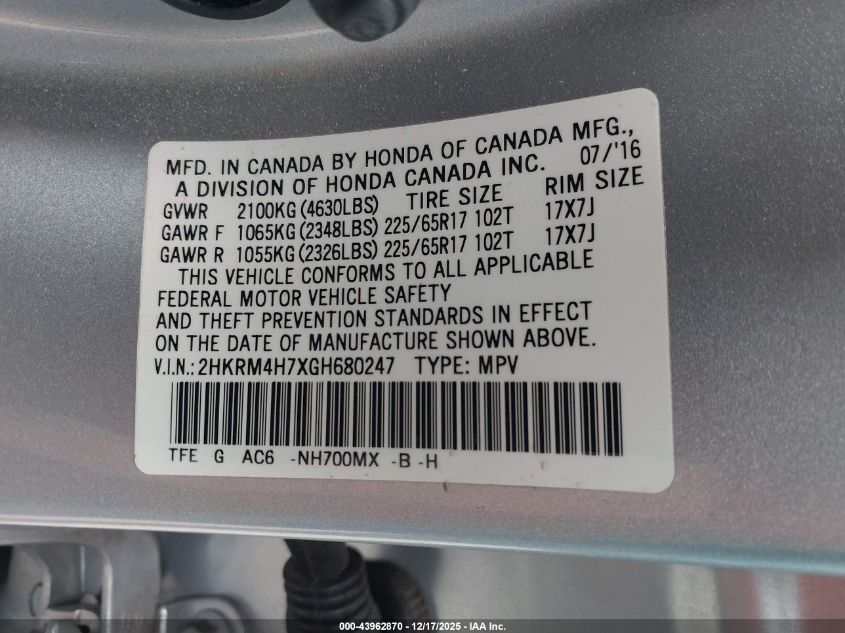 MFD. IN CANADA BY HONDA OF CANADA MFG.,
A DIVISION OF HONDA CANADA INC. 07/'16
GVWR 2100KG(4630LBS) TIRE SIZE RIM SIZE
GAWR F 1065KG(2348LBS) 225/65R17 102T 17X7J
GAWR R 1055KG(2326LBS) 225/65R17 102T 17X7J
THIS VEHICLE CONFORMS TO ALL APPLICABLE
FEDERAL MOTOR VEHICLE SAFETY
AND THEFT PREVENTION STANDARDS IN EFFECT
ON THE DATE OF MANUFACTURE SHOWN ABOVE.
V.I.N.: 2HKRM4H7XGH680247 TYPE: MPV
TFE G AC6 -NH700MX -B -H
000-43962870 - 12/17/2025 - IAA Inc.